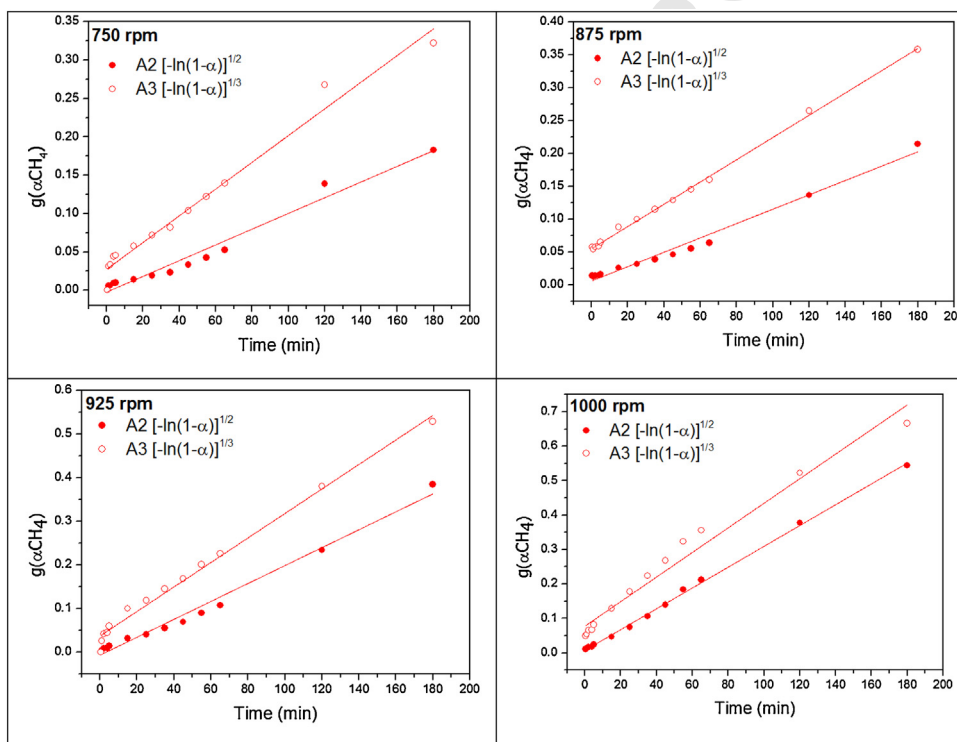 750 rpm
A2 [-ln(1-α)]1/2
A3 [-ln(1-α)]1/3
g(αCH4)
0.35
0.30
0.25
0.20
0.15
0.10
0.05
0.00
0 20 40 60 80 100 120 140 160 180 200
Time (min)
875 rpm
A2 [-ln(1-α)]1/2
A3 [-ln(1-α)]1/3
g(αCH4)
0.40
0.35
0.30
0.25
0.20
0.15
0.10
0.05
0.00
0 20 40 60 80 100 120 140 160 180 200
Time (min)
925 rpm
A2 [-ln(1-α)]1/2
A3 [-ln(1-α)]1/3
g(αCH4)
0.6
0.5
0.4
0.3
0.2
0.1
0.0
0 20 40 60 80 100 120 140 160 180 200
Time (min)
1000 rpm
A2 [-ln(1-α)]1/2
A3 [-ln(1-α)]1/3
g(αCH4)
0.7
0.6
0.5
0.4
0.3
0.2
0.1
0.0
0 20 40 60 80 100 120 140 160 180 200
Time (min)